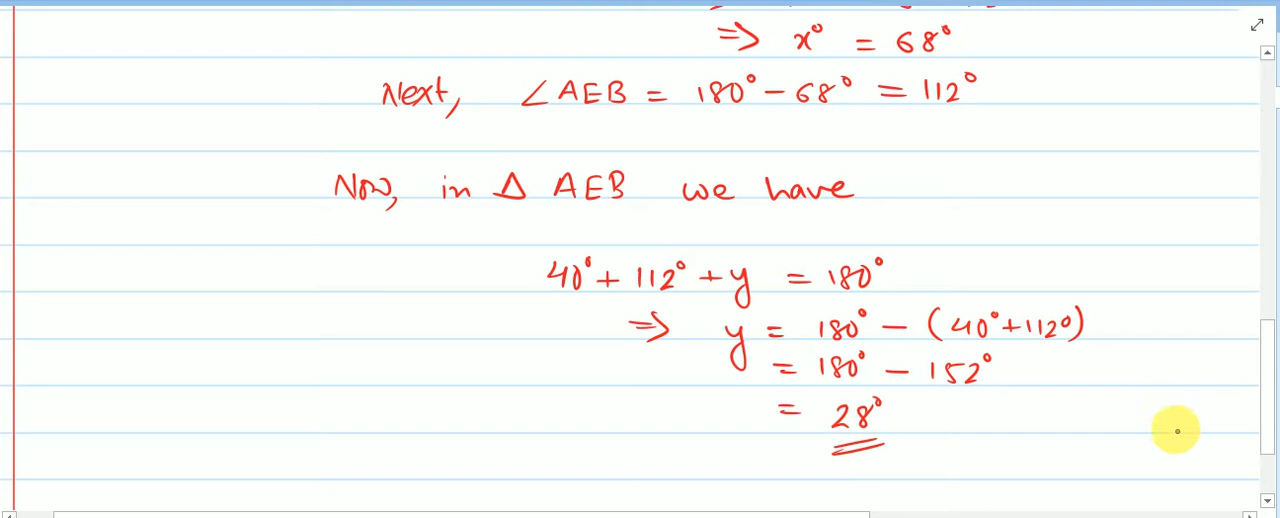 ⇒ x° = 68°
Next, ∠AEB = 180° - 68° = 112°
Now, in Δ AEB we have
40° + 112° + y = 180°
⇒ y = 180° - (40° + 112°)
= 180° - 152°
= 28°